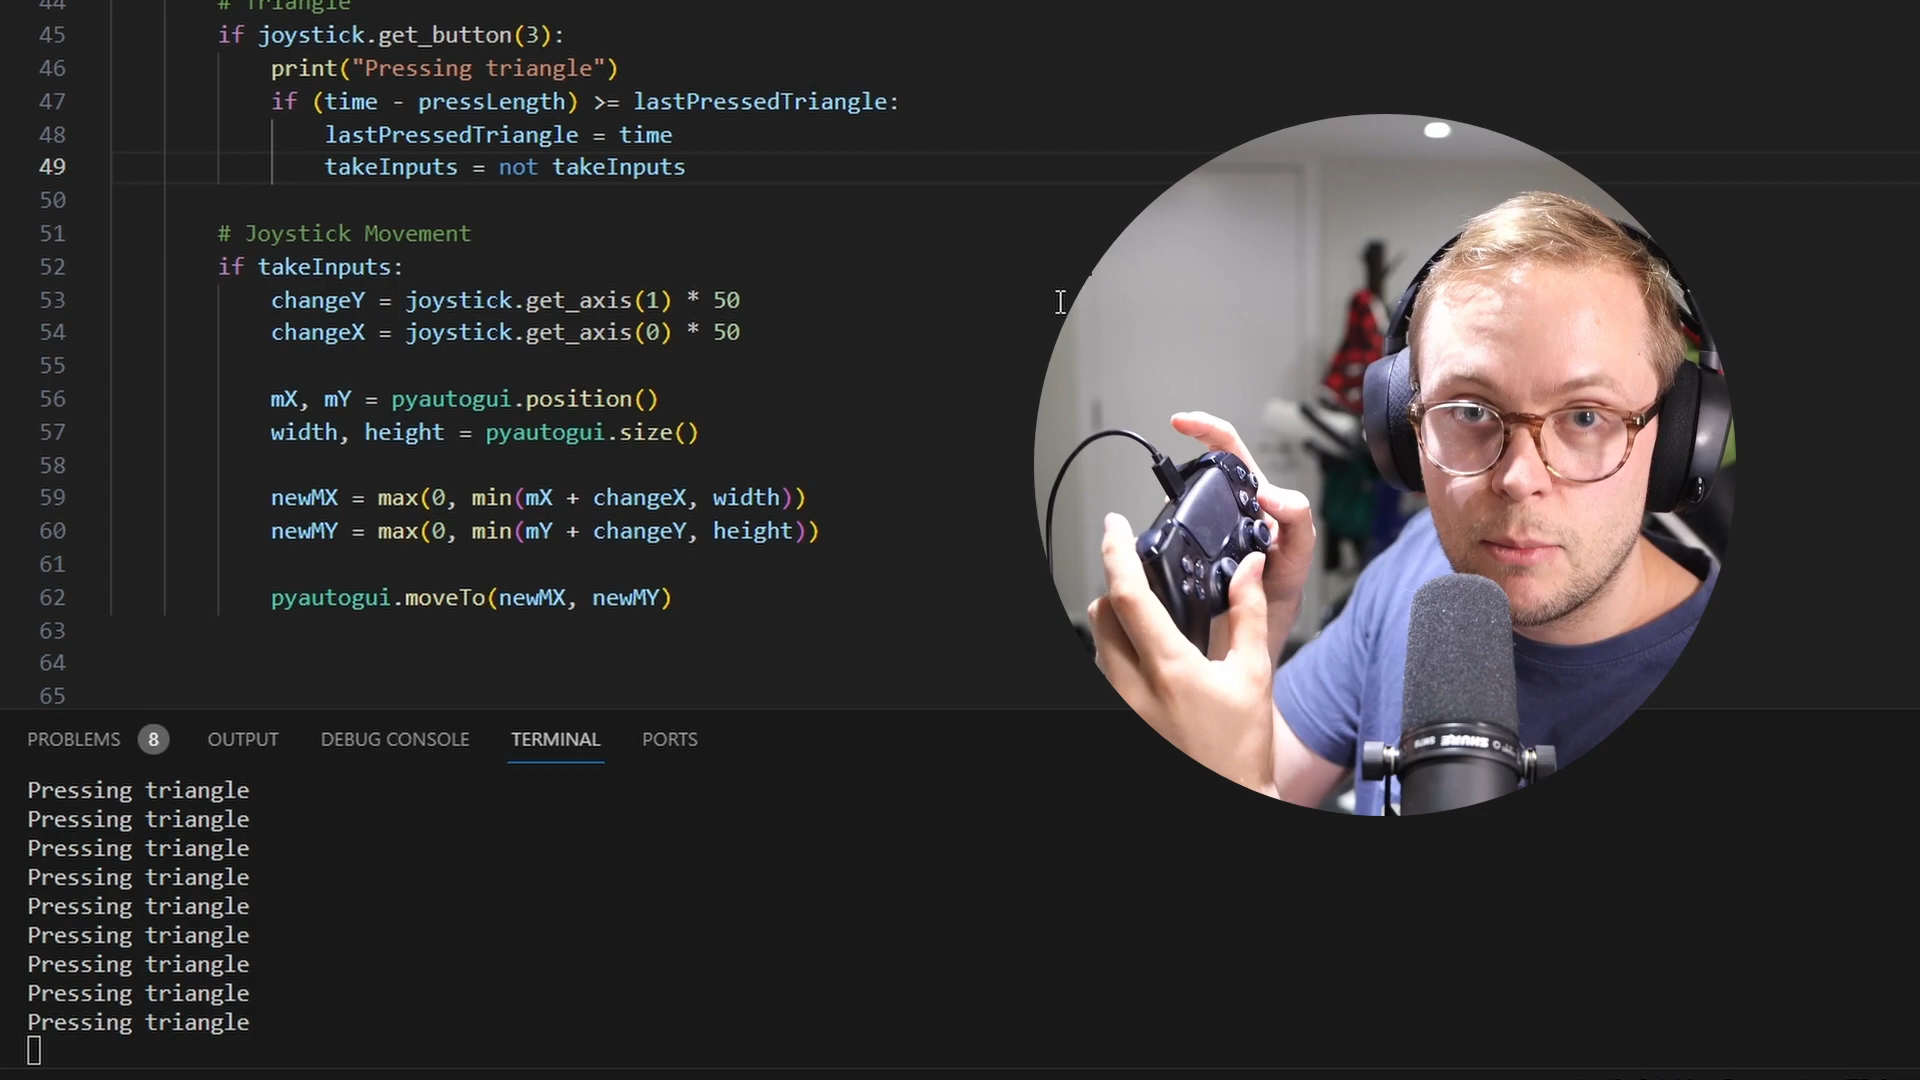 44 # Triangle
45 if joystick.get_button(3):
46 print("Pressing triangle")
47 if (time - pressLength) >= lastPressedTriangle:
48 lastPressedTriangle = time
49 takeInputs = not takeInputs
50
51 # Joystick Movement
52 if takeInputs:
53 changeY = joystick.get_axis(1) * 50
54 changeX = joystick.get_axis(0) * 50
55
56 mX, mY = pyautogui.position()
57 width, height = pyautogui.size()
58
59 newMX = max(0, min(mX + changeX, width))
60 newMY = max(0, min(mY + changeY, height))
61
62 pyautogui.moveTo(newMX, newMY)
63
64
65
PROBLEMS 8 OUTPUT DEBUG CONSOLE TERMINAL PORTS
Pressing triangle
Pressing triangle
Pressing triangle
Pressing triangle
Pressing triangle
Pressing triangle
Pressing triangle
Pressing triangle
Pressing triangle
SHURE